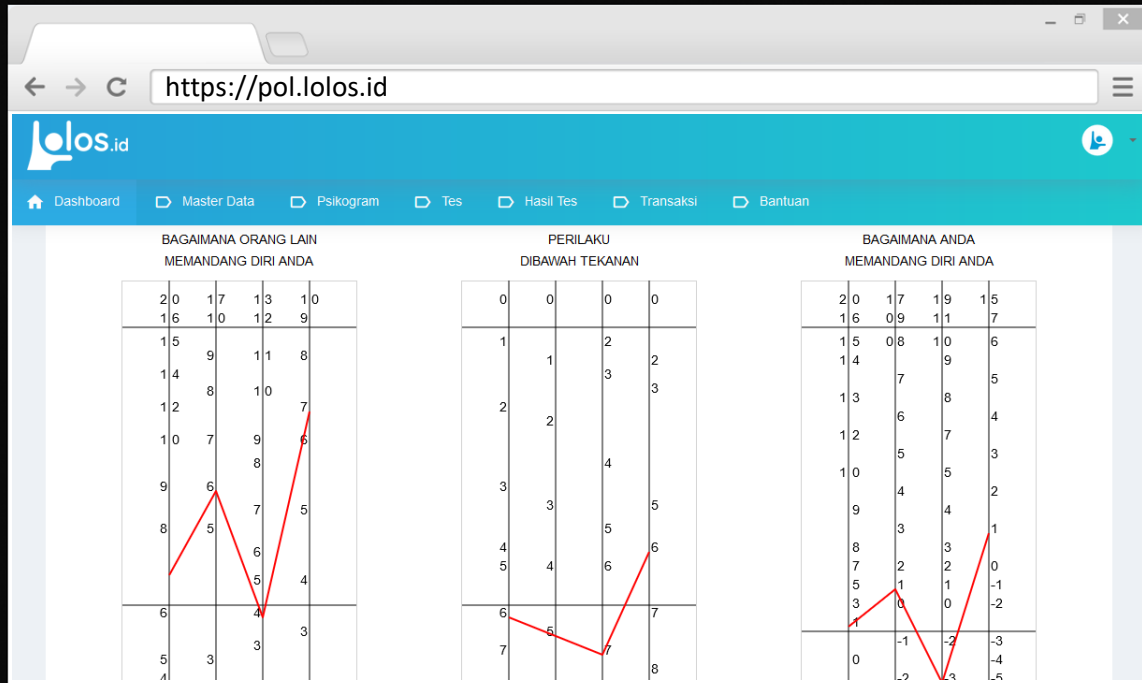 https://pol.lolos.id
lolos.id
Dashboard Master Data Psikogram Tes Hasil Tes Transaksi Bantuan
BAGAIMANA ORANG LAIN
MEMANDANG DIRI ANDA
20 17 13 10
16 10 12 9
15
9 11 8
14
8 10
12 7
10 7 9 6
8
9 6
7 5
8 5
6
5 4
6 4
3 3
5 3
4
PERILAKU
DIBAWAH TEKANAN
0 0 0 0
1 2
1 2
3
3
2
2
4
3
3 5
5
4 6
5 4 6
6 7
5
7 7
8
BAGAIMANA ANDA
MEMANDANG DIRI ANDA
20 17 19 15
16 09 11 7
15 08 10 6
14 9
7 5
13 8
6 4
12 7
5 3
10 5
4 2
9 4
3 1
8 3
7 2 2 0
5 1 1 -1
3 0 0 -2
1
-1 -2 -3
0 -4
-2 -3 -5